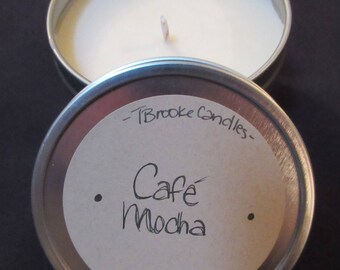 -TBrooke Candles-
Café
• Mocha •